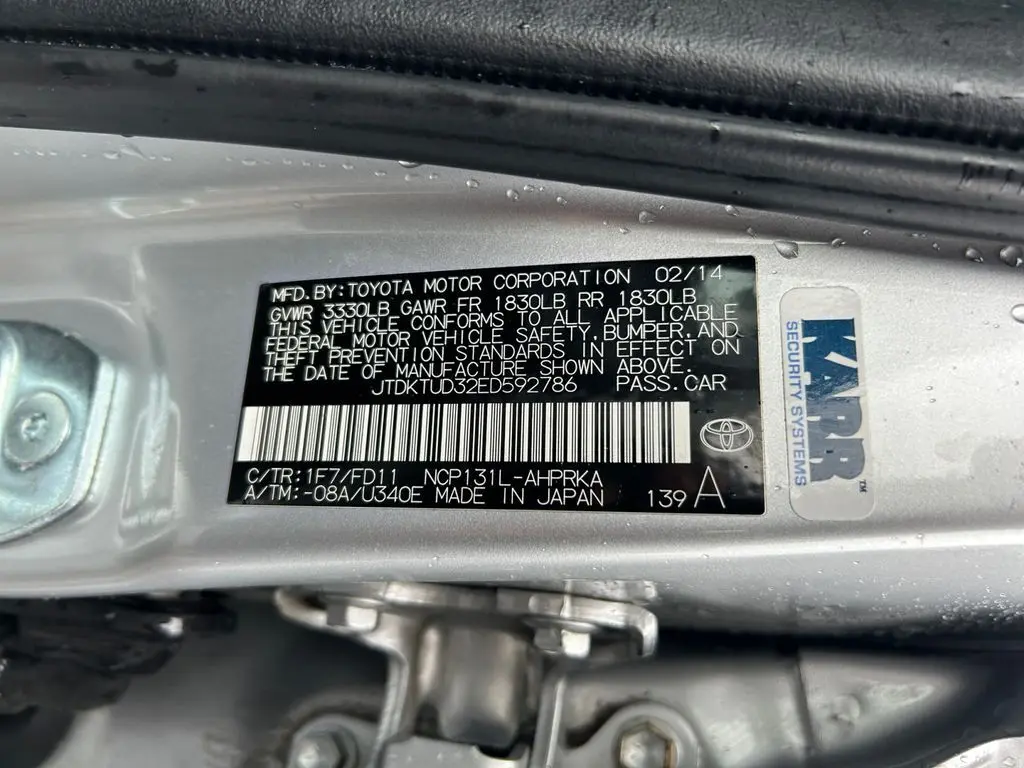 MFD.BY:TOYOTA MOTOR CORPORATION 02/14
GVWR 3330LB GAWR FR 1830LB RR 1830LB
THIS VEHICLE CONFORMS TO ALL APPLICABLE
FEDERAL MOTOR VEHICLE SAFETY, BUMPER, AND
THEFT PREVENTION STANDARDS IN EFFECT ON
THE DATE OF MANUFACTURE SHOWN ABOVE.
JTDKTUD32ED592786 PASS.CAR
C/TR:1F7/FD11 NCP131L-AHPRKA
A/TM:-08A/U340E MADE IN JAPAN 139 A
KARR™
SECURITY SYSTEMS